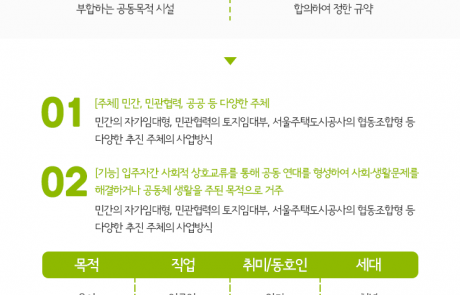 부합하는 공동목적 시설
합의하여 정한 규약
01
[주체] 민간, 민관협력, 공공 등 다양한 주체
민간의 자가임대형, 민관협력의 토지임대부, 서울주택도시공사의 협동조합형 등
다양한 추진 주체의 사업방식
02
[기능] 입주자간 사회적 상호교류를 통해 공동 연대를 형성하여 사회·생활문제를
해결하거나 공동체 생활을 주된 목적으로 거주
민간의 자가임대형, 민관협력의 토지임대부, 서울주택도시공사의 협동조합형 등
다양한 추진 주체의 사업방식
목적 직업 취미/동호인 세대